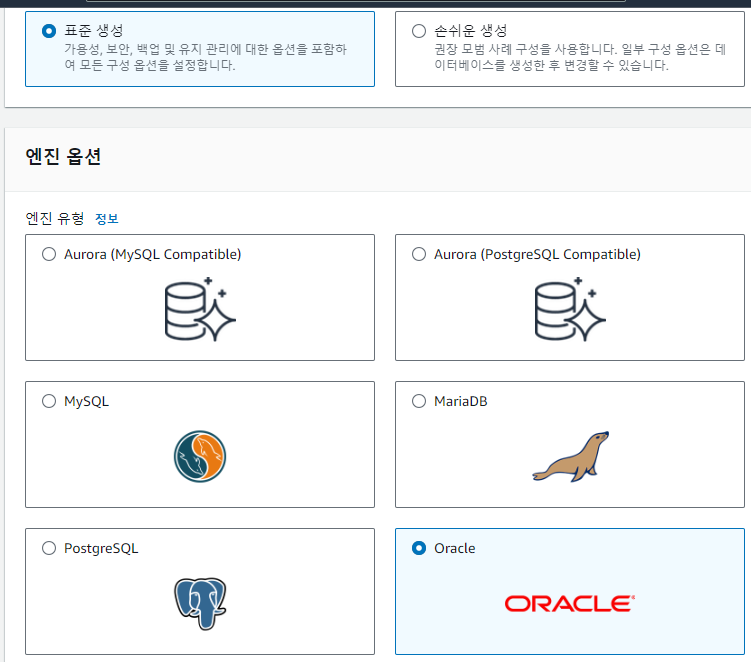 표준 생성
가용성, 보안, 백업 및 유지 관리에 대한 옵션을 포함하
여 모든 구성 옵션을 설정합니다.
손쉬운 생성
권장 모범 사례 구성을 사용합니다. 일부 구성 옵션은 데
이터베이스를 생성한 후 변경할 수 있습니다.
엔진 옵션
엔진 유형 정보
Aurora (MySQL Compatible)
Aurora (PostgreSQL Compatible)
MySQL
MariaDB
PostgreSQL
Oracle
ORACLE